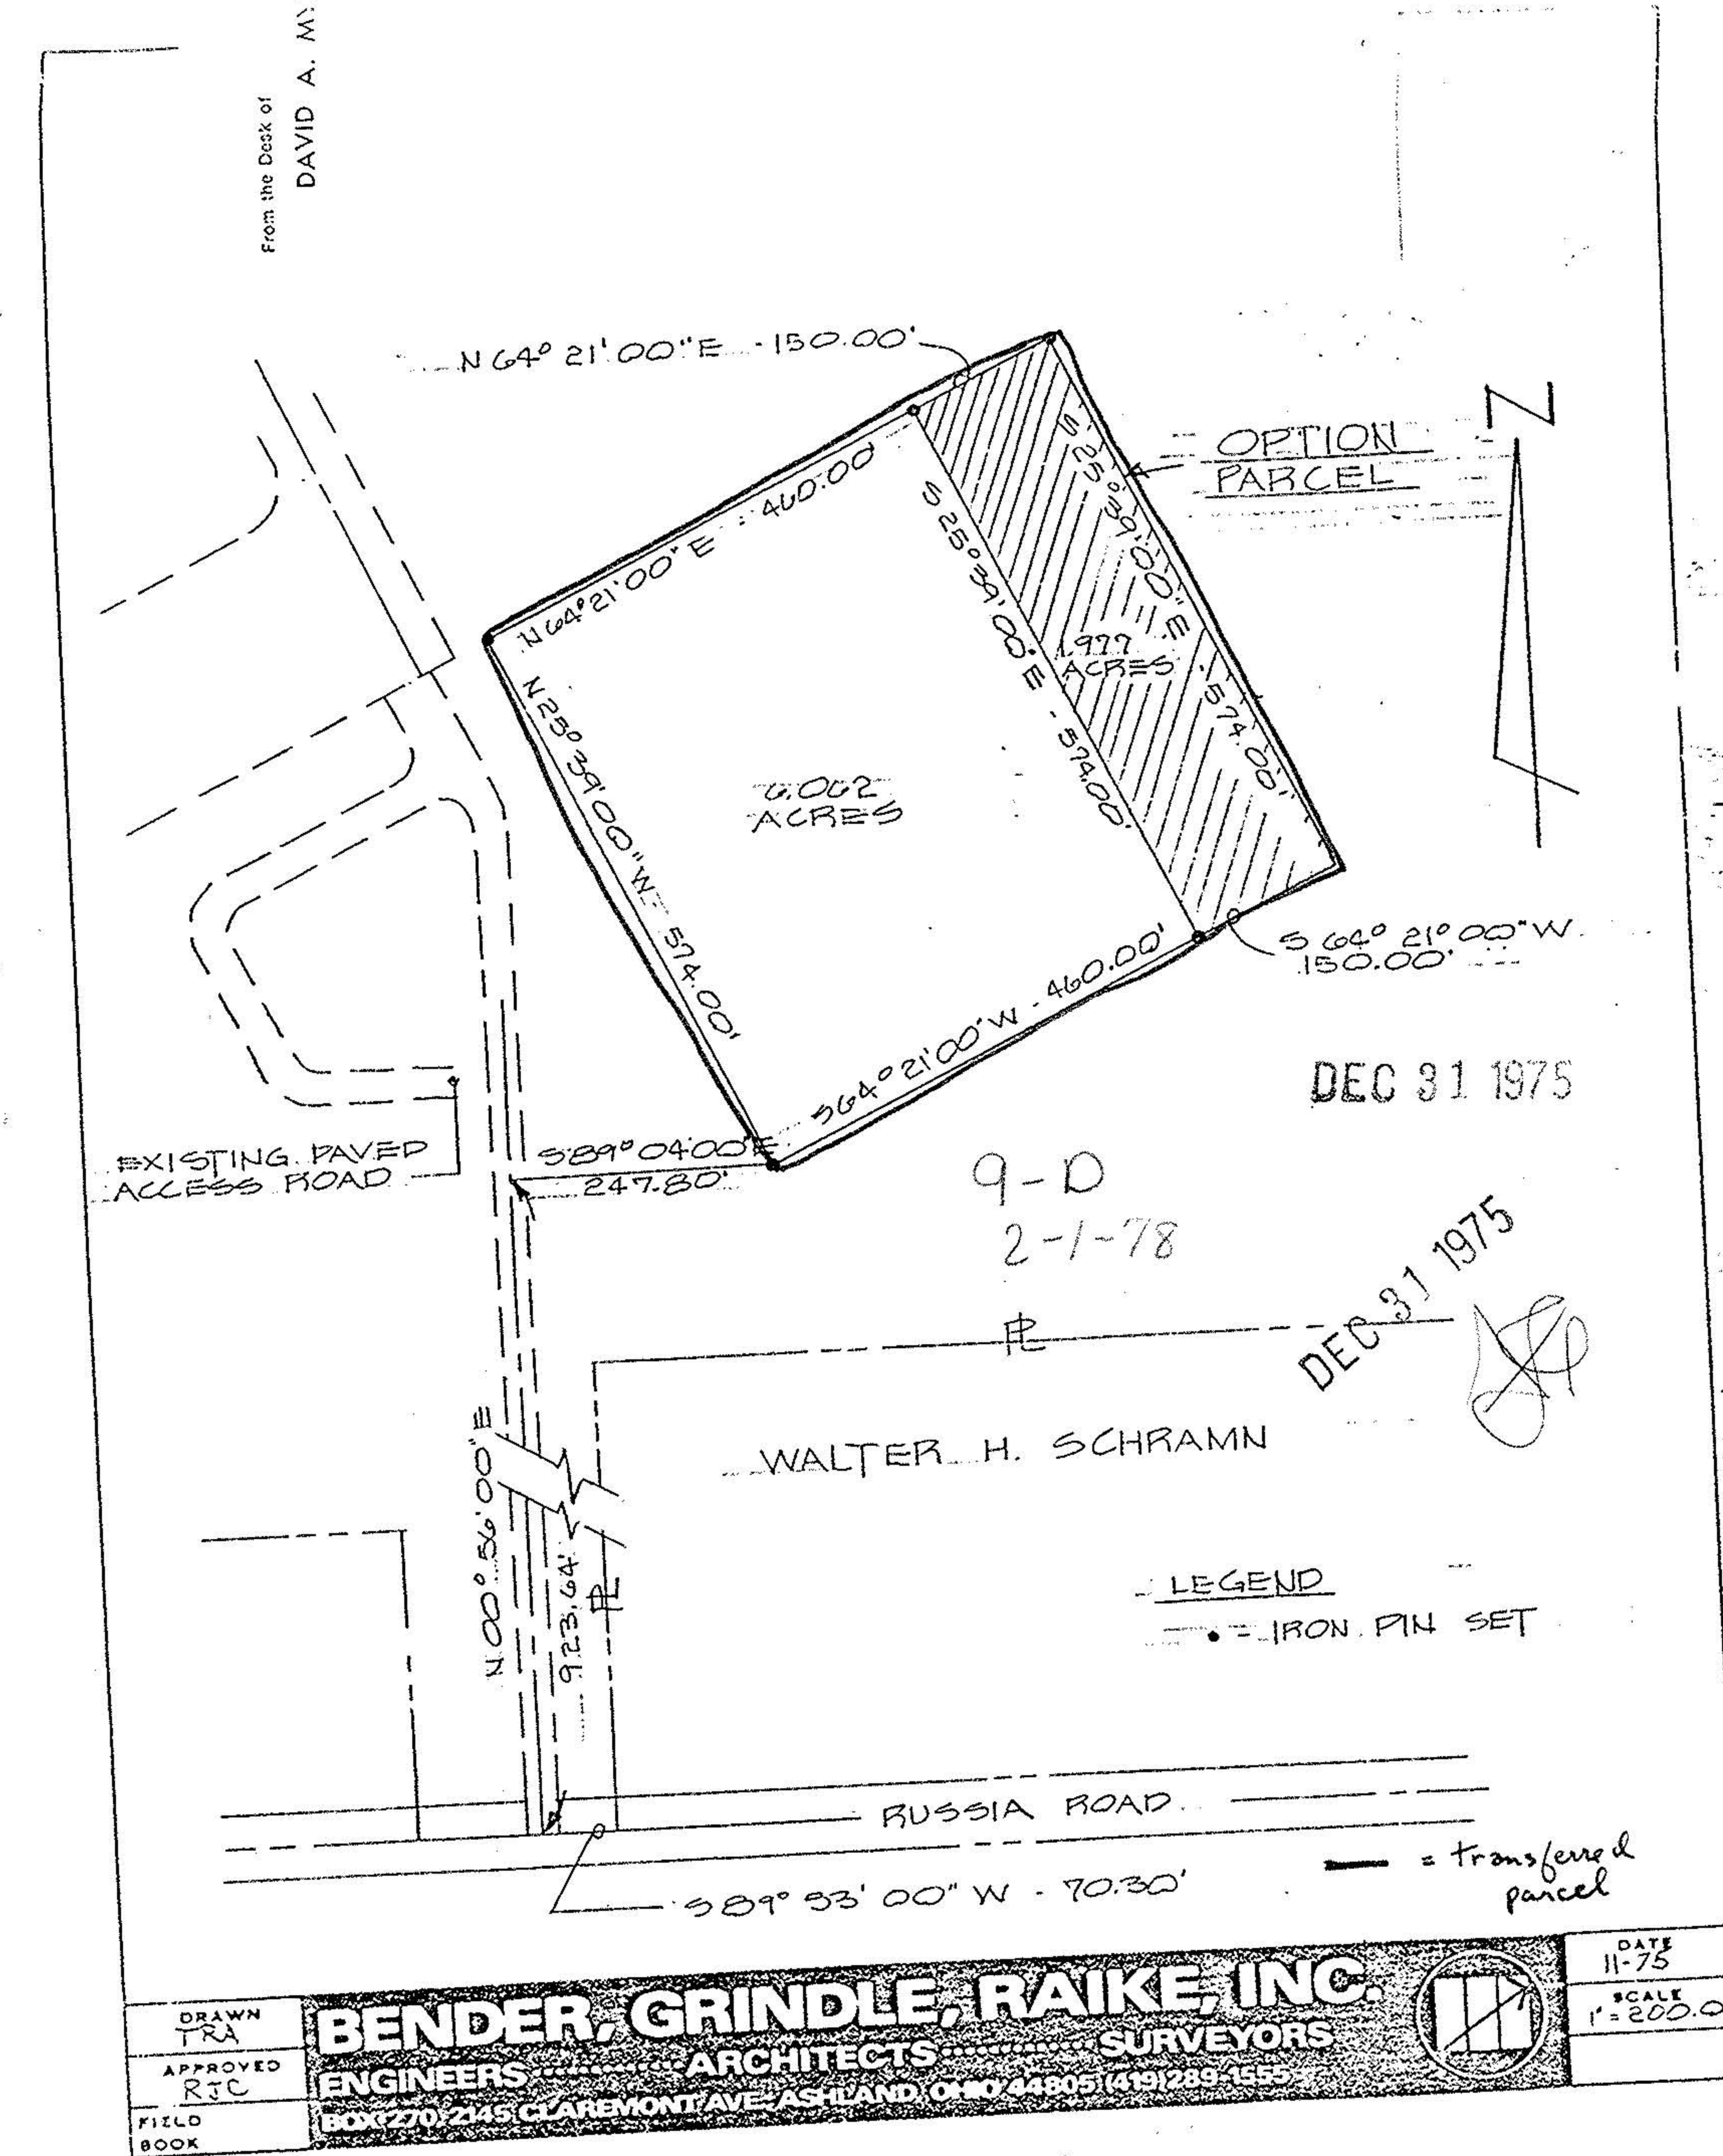 From the Desk of
DAVID A. M
N 64° 21' 00" E - 150.00'
OPTION
PARCEL
N 64° 21' 00" E - 460.00'
S 25° 39' 00" E - 574.00'
S 25° 39' 00" E - 574.00'
1.977
ACRES
N 25° 39' 00" W - 574.00'
6.062
ACRES
S 64° 21' 00" W - 460.00'
S 64° 21° 00" W
150.00'
N
DEC 31 1975
EXISTING PAVED
ACCESS ROAD
S 89° 04' 00" E
247.80'
9-D
2-1-78
DEC 31 1975
PL
WALTER H. SCHRAMN
N 00° 56' 00" E
923.64'
PL
LEGEND
• = IRON PIN SET
RUSSIA ROAD
S 89° 53' 00" W - 70.30'
= transferred
parcel
DRAWN
TRA
APPROVED
RJC
FIELD
BOOK
BENDER, GRINDLE, RAIKE, INC.
ENGINEERS ARCHITECTS SURVEYORS
BOX 270, 2145 CLAREMONT AVE., ASHLAND, OHIO 44805 (419) 289-1555
DATE
11-75
SCALE
1" = 200.0